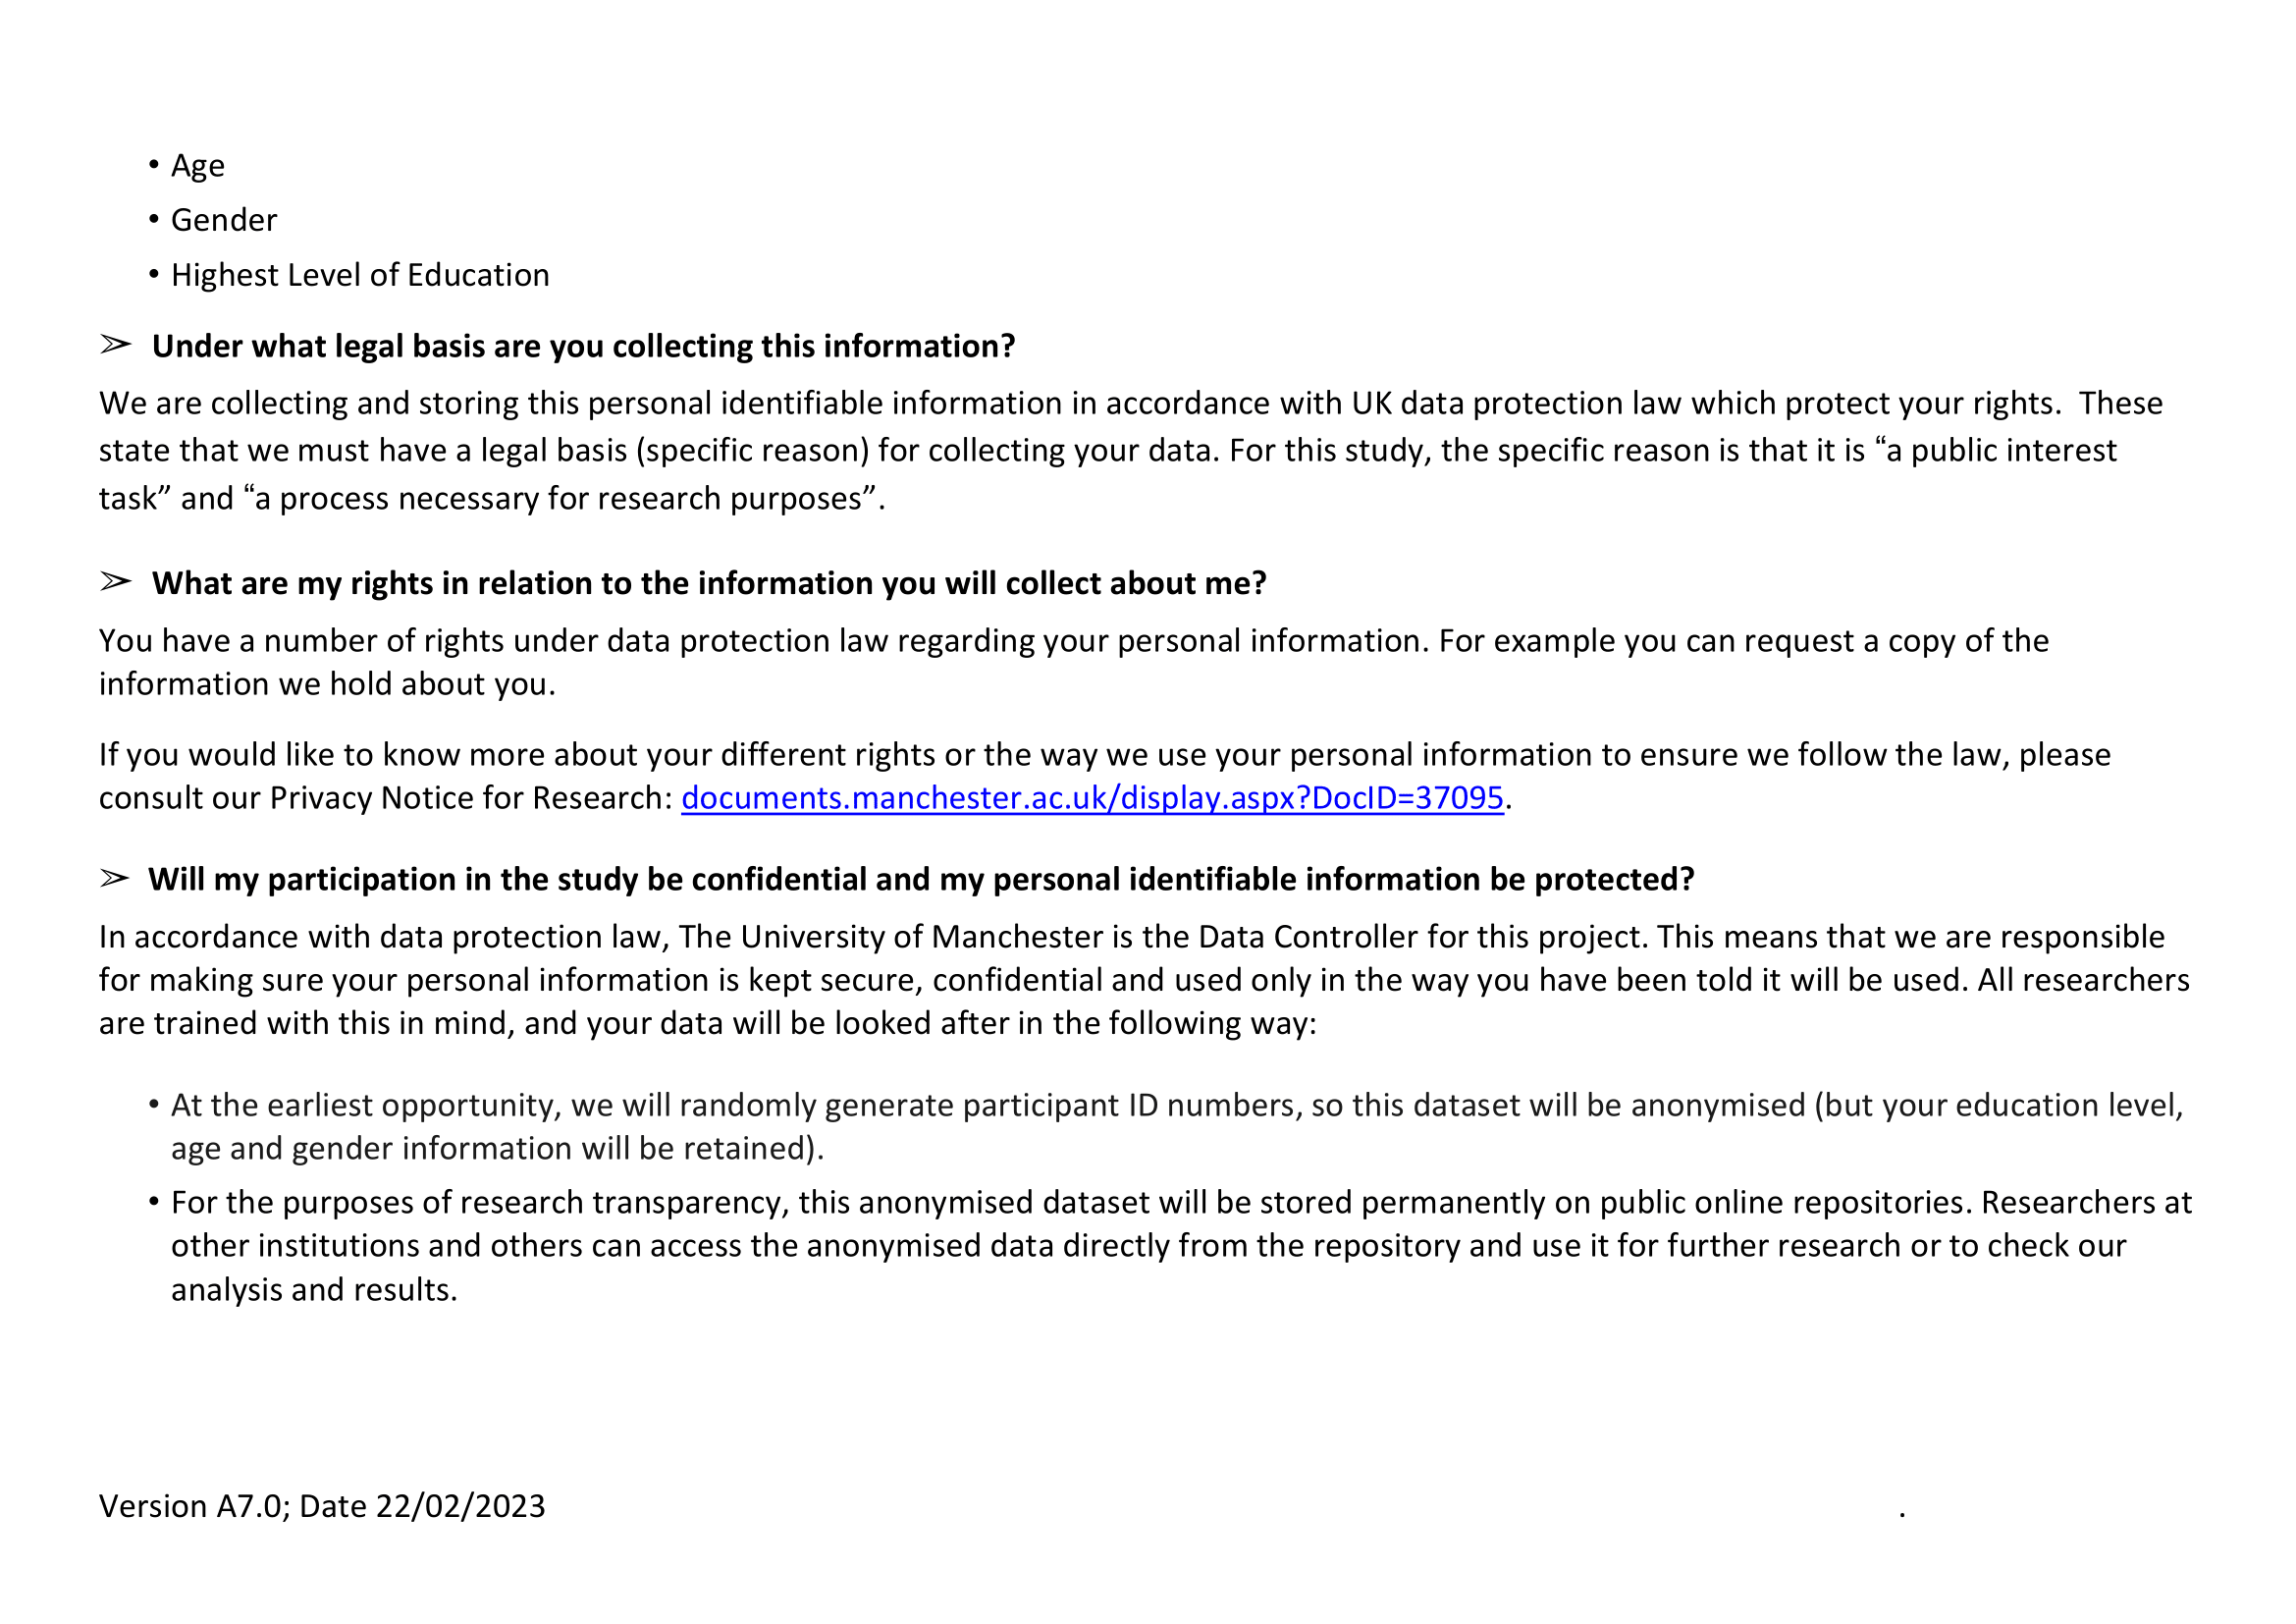 • Age
• Gender
• Highest Level of Education
➢ Under what legal basis are you collecting this information?
We are collecting and storing this personal identifiable information in accordance with UK data protection law which protect your rights.  These
state that we must have a legal basis (specific reason) for collecting your data. For this study, the specific reason is that it is “a public interest
task” and “a process necessary for research purposes”.
➢ What are my rights in relation to the information you will collect about me?
You have a number of rights under data protection law regarding your personal information. For example you can request a copy of the
information we hold about you.
If you would like to know more about your different rights or the way we use your personal information to ensure we follow the law, please
consult our Privacy Notice for Research: documents.manchester.ac.uk/display.aspx?DocID=37095.
➢ Will my participation in the study be confidential and my personal identifiable information be protected?
In accordance with data protection law, The University of Manchester is the Data Controller for this project. This means that we are responsible
for making sure your personal information is kept secure, confidential and used only in the way you have been told it will be used. All researchers
are trained with this in mind, and your data will be looked after in the following way:
• At the earliest opportunity, we will randomly generate participant ID numbers, so this dataset will be anonymised (but your education level,
age and gender information will be retained).
• For the purposes of research transparency, this anonymised dataset will be stored permanently on public online repositories. Researchers at
other institutions and others can access the anonymised data directly from the repository and use it for further research or to check our
analysis and results.
Version A7.0; Date 22/02/2023 .